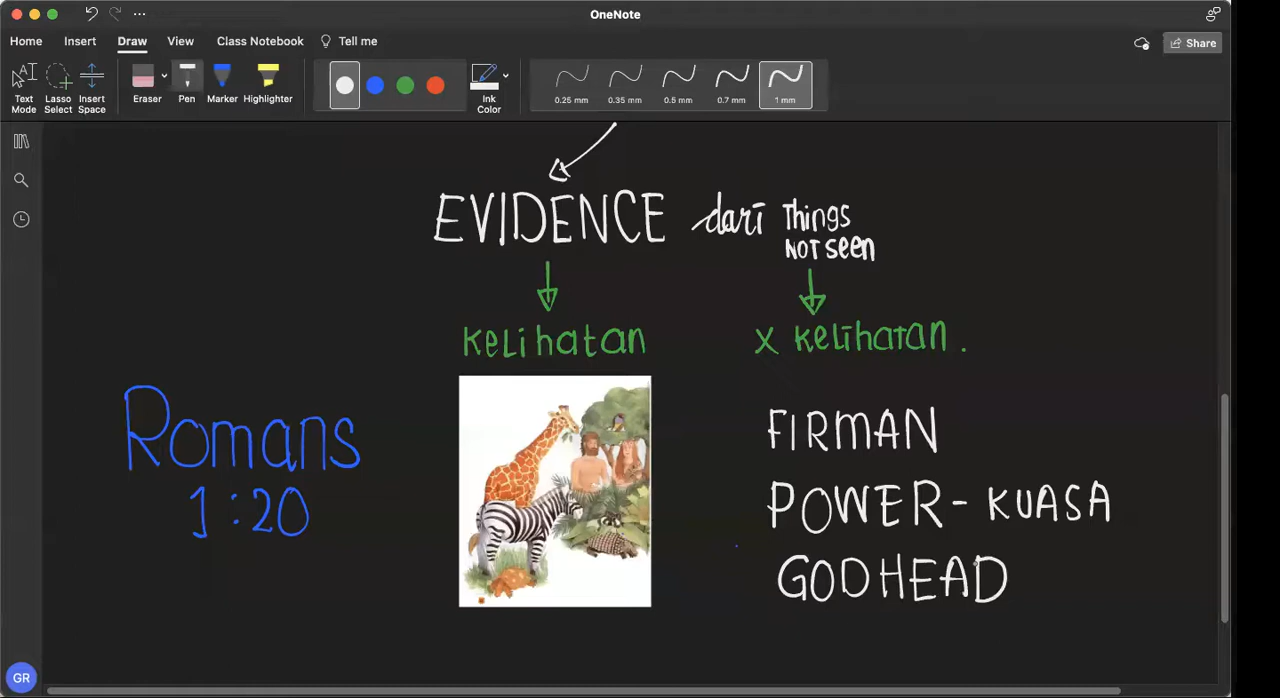 OneNote
Home Insert Draw View Class Notebook Tell me
Share
Text Mode
Lasso Select
Insert Space
Eraser
Pen
Marker
Highlighter
Ink Color
0.25 mm
0.35 mm
0.5 mm
0.7 mm
1 mm
EVIDENCE dari Things
NOT seen
Kelihatan
X Kelihatan.
Romans
1:20
FIRMAN
POWER - KUASA
GODHEAD
GR